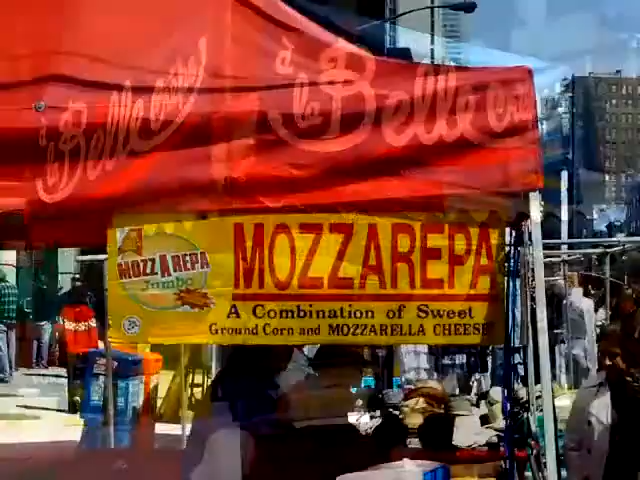 à la Belle
à la Belle
MOZZAREPA
Jumbo
MOZZAREPA
A Combination of Sweet
Ground Corn and MOZZARELLA CHEESE